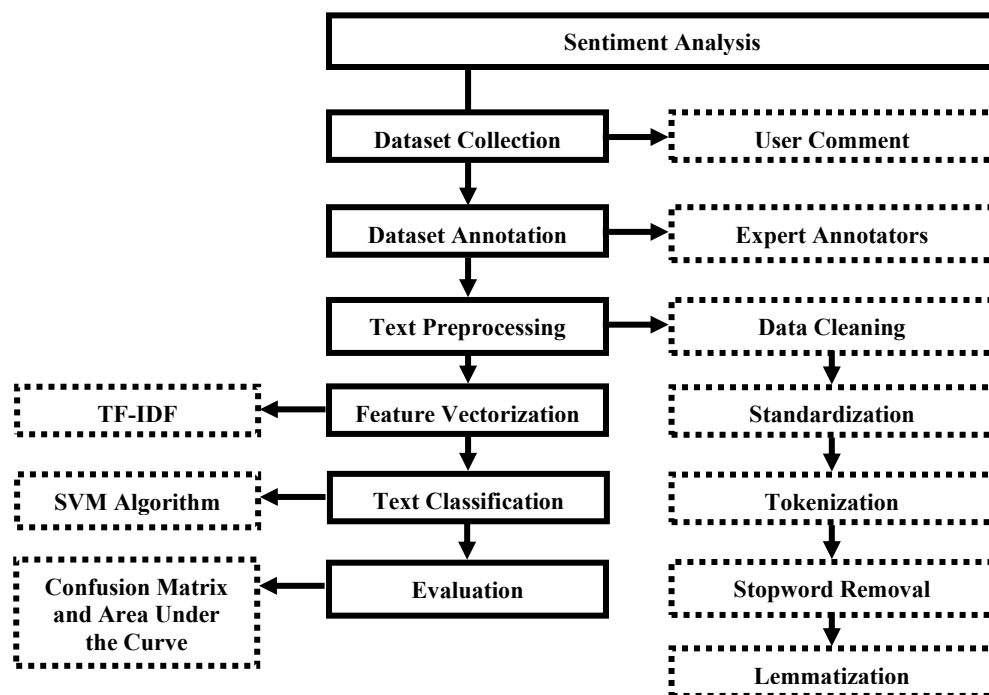 Sentiment Analysis
Dataset Collection
User Comment
Dataset Annotation
Expert Annotators
Text Preprocessing
Data Cleaning
TF-IDF
Feature Vectorization
Standardization
SVM Algorithm
Text Classification
Tokenization
Confusion Matrix
and Area Under
the Curve
Evaluation
Stopword Removal
Lemmatization